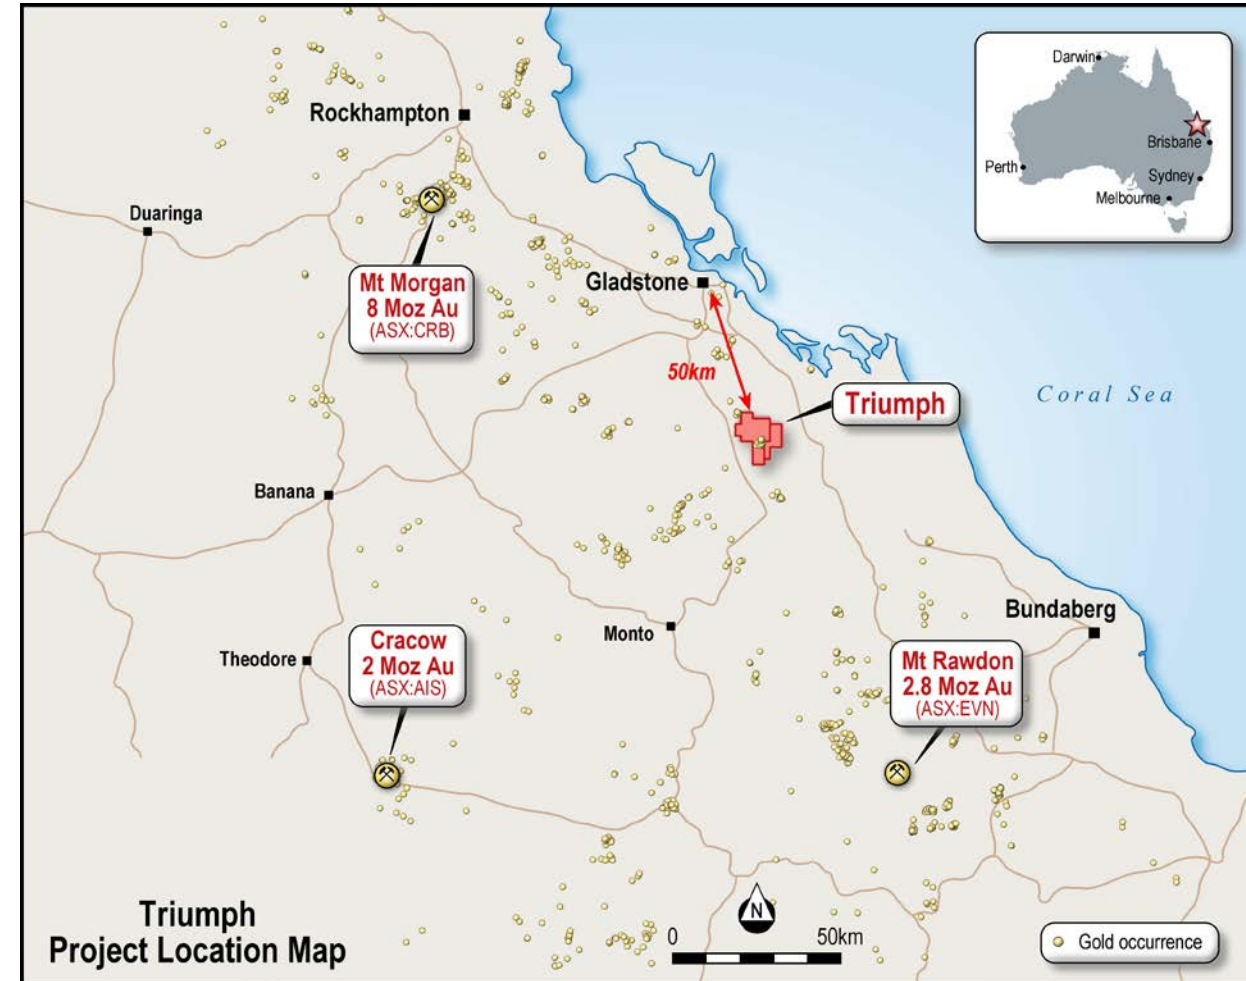 Darwin
Brisbane
Perth
Sydney
Melbourne
Rockhampton
Duaringa
Mt Morgan
8 Moz Au
(ASX:CRB)
Gladstone
50km
Triumph
Coral Sea
Banana
Bundaberg
Monto
Theodore
Cracow
2 Moz Au
(ASX:AIS)
Mt Rawdon
2.8 Moz Au
(ASX:EVN)
Triumph
Project Location Map
N
0 50km
Gold occurrence